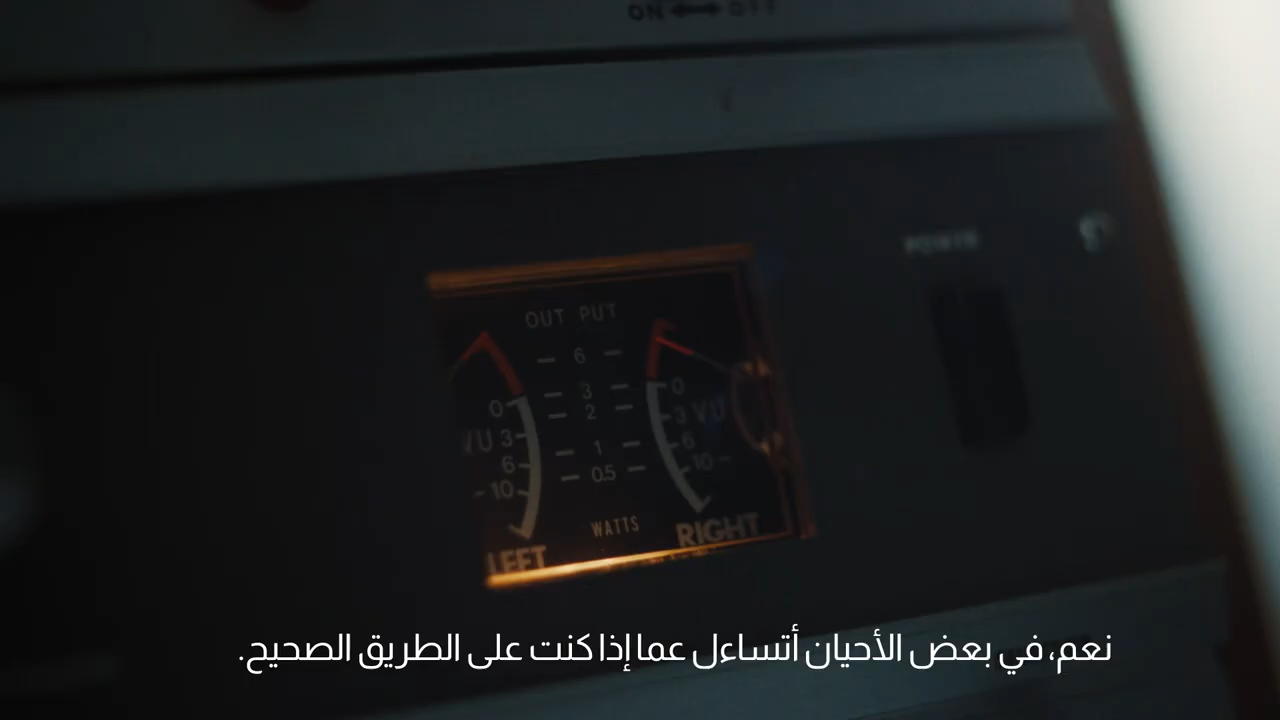 ON ↔ OFF
POWER
OUT PUT
6
3
2
1
0.5
WATTS
0
VU 3
6
- 10
LEFT
0
3 VU
6
10 -
RIGHT
نعم، في بعض الأحيان أتساءل عما إذا كنت على الطريق الصحيح.